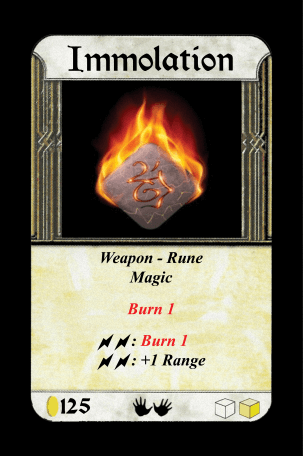 Immolation
Weapon - Rune
Magic
Burn 1
: Burn 1
: +1 Range
125